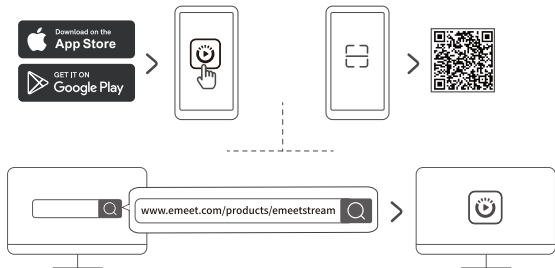 Download on the
App Store
GET IT ON
Google Play
www.emeet.com/products/emeetstream